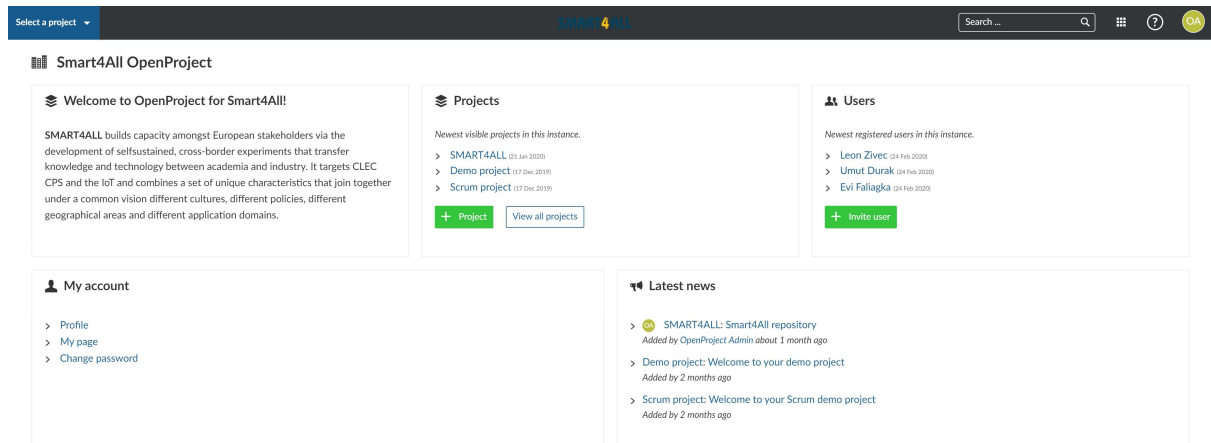 Select a project
SMART4ALL
Search ...
?
OA
Smart4All OpenProject
Welcome to OpenProject for Smart4All!
SMART4ALL builds capacity amongst European stakeholders via the
development of selfsustained, cross-border experiments that transfer
knowledge and technology between academia and industry. It targets CLEC
CPS and the IoT and combines a set of unique characteristics that join together
under a common vision different cultures, different policies, different
geographical areas and different application domains.
Projects
Newest visible projects in this instance.
SMART4ALL (21 Jan 2020)
Demo project (17 Dec 2019)
Scrum project (17 Dec 2019)
+ Project
View all projects
Users
Newest registered users in this instance.
Leon Zivec (24 Feb 2020)
Umut Durak (24 Feb 2020)
Evi Faliagka (24 Feb 2020)
+ Invite user
My account
Profile
My page
Change password
Latest news
OA SMART4ALL: Smart4All repository
Added by OpenProject Admin about 1 month ago
Demo project: Welcome to your demo project
Added by 2 months ago
Scrum project: Welcome to your Scrum demo project
Added by 2 months ago